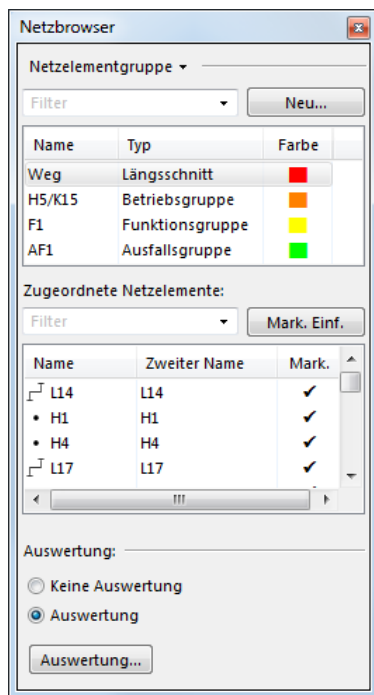 Netzbrowser
Netzelementgruppe
Filter
Neu...
Name Typ Farbe
Weg Längsschnitt
H5/K15 Betriebsgruppe
F1 Funktionsgruppe
AF1 Ausfallsgruppe
Zugeordnete Netzelemente:
Filter
Mark. Einf.
Name Zweiter Name Mark.
L14 L14 ✔
H1 H1 ✔
H4 H4 ✔
L17 L17 ✔
Auswertung:
Keine Auswertung
Auswertung
Auswertung...